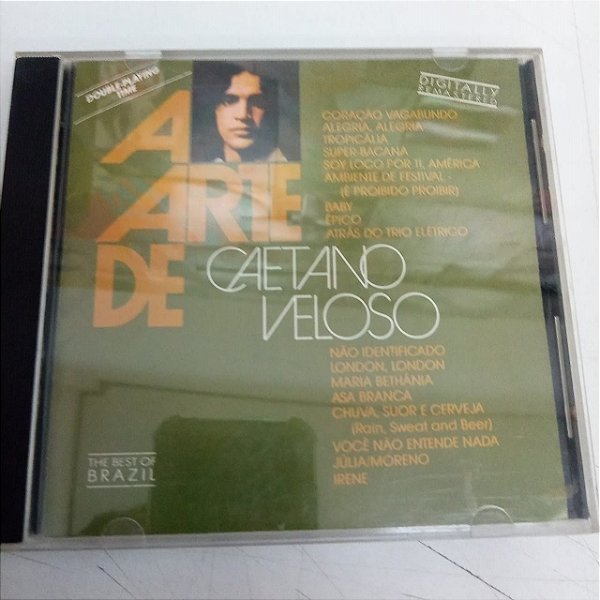 DOUBLE-PLAYING
TIME
DIGITALLY
REMASTERED
A
ARTE
DE
CAETANO
VELOSO
CORAÇÃO VAGABUNDO
ALEGRIA, ALEGRIA
TROPICÁLIA
SUPER-BACANA
SOY LOCO POR TI, AMÉRICA
AMBIENTE DE FESTIVAL -
(É PROIBIDO PROIBIR)
BABY
ÉPICO
ATRÁS DO TRIO ELÉTRICO
NÃO IDENTIFICADO
LONDON, LONDON
MARIA BETHÂNIA
ASA BRANCA
CHUVA, SUOR E CERVEJA
(Rain, Sweat and Beer)
VOCÊ NÃO ENTENDE NADA
JÚLIA/MORENO
IRENE
THE BEST OF
BRAZIL